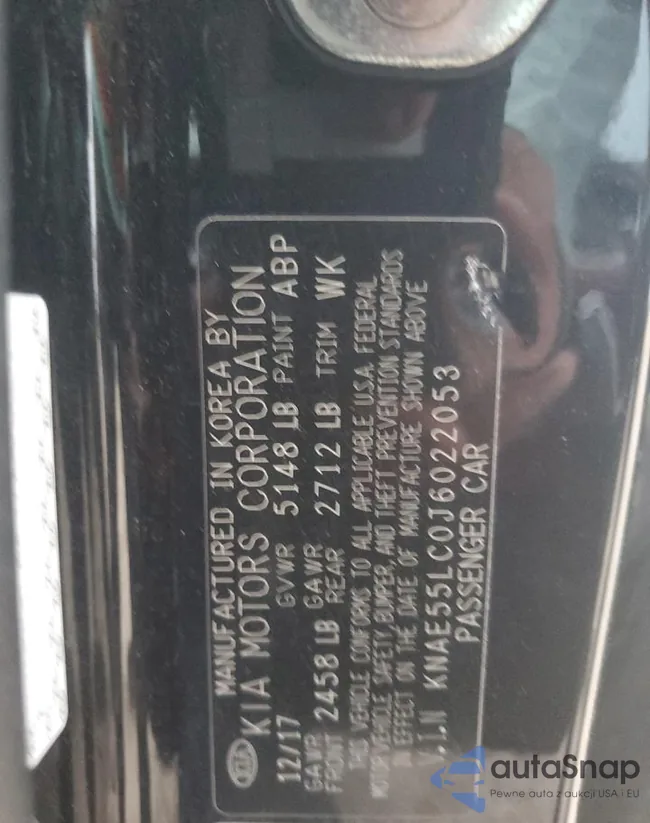 MANUFACTURED IN KOREA BY
KIA KIA MOTORS CORPORATION
12/17 GVWR 5148 LB PAINT ABP
GAWR FRONT 2458 LB GAWR REAR 2712 LB TRIM WK
THIS VEHICLE CONFORMS TO ALL APPLICABLE U.S.A. FEDERAL
MOTOR VEHICLE SAFETY, BUMPER, AND THEFT PREVENTION STANDARDS
IN EFFECT ON THE DATE OF MANUFACTURE SHOWN ABOVE
V.I.N KNAE55LC0J6022053
PASSENGER CAR
autaSnap
Pewne auta z aukcji USA i EU